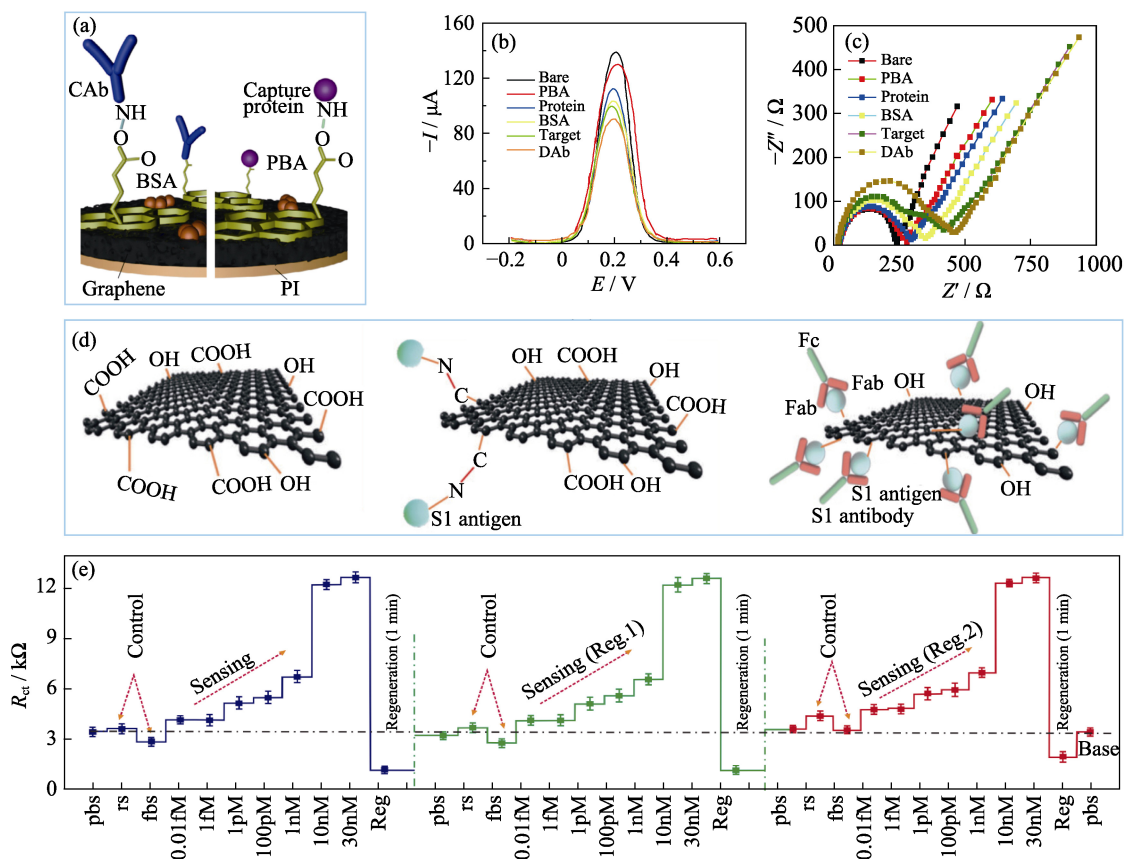 (a)
CAb
NH
O
O
BSA
Graphene
Capture
protein
NH
O
O
PBA
PI
(b)
−I / μA
160
120
80
40
0
−0.2
0
0.2
0.4
0.6
E / V
Bare
PBA
Protein
BSA
Target
DAb
(c)
−Z″ / Ω
−500
400
300
200
100
0
0
250
500
750
1000
Z′ / Ω
Bare
PBA
Protein
BSA
Target
DAb
(d)
COOH
OH
COOH
OH
COOH
COOH
COOH
OH
N
C
OH
COOH
OH
COOH
C
N
COOH
OH
S1 antigen
Fc
Fab
OH
Fab
OH
S1 antigen
S1 antibody
OH
(e)
Rct / kΩ
12
9
6
3
0
Control
Sensing
Regeneration (1 min)
Control
Sensing (Reg.1)
Regeneration (1 min)
Control
Sensing (Reg.2)
Regeneration (1 min)
Base
pbs
rs
fbs
0.01fM
1fM
1pM
100pM
1nM
10nM
30nM
Reg
pbs
rs
fbs
0.01fM
1fM
1pM
100pM
1nM
10nM
30nM
Reg
pbs
rs
fbs
0.01fM
1fM
1pM
100pM
1nM
10nM
30nM
Reg
pbs